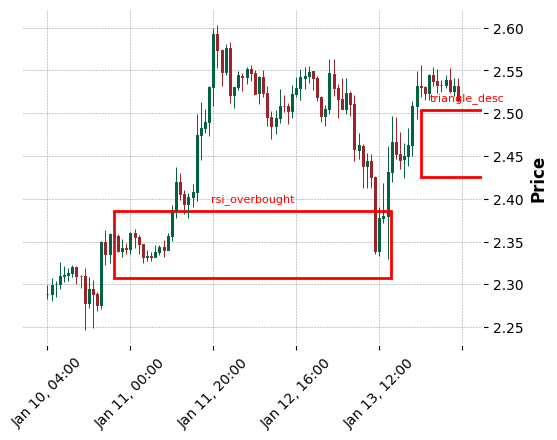 2.60
2.55
triangle_desc
2.50
2.45
rsi_overbought
2.40
2.35
2.30
2.25
Price
Jan 10, 04:00
Jan 11, 00:00
Jan 11, 20:00
Jan 12, 16:00
Jan 13, 12:00